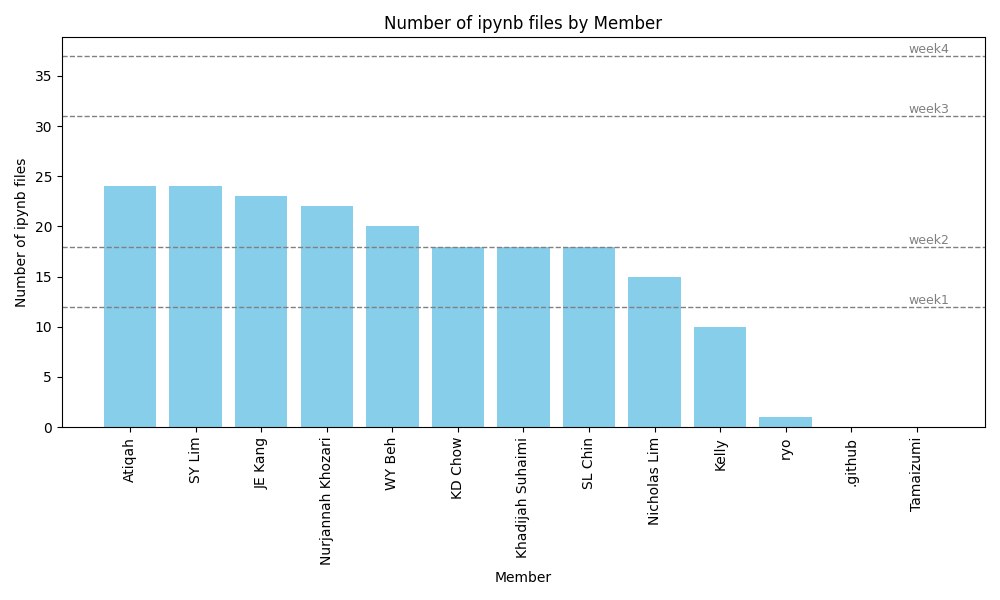 Number of ipynb files by Member
Number of ipynb files
35
30
25
20
15
10
5
0
week4
week3
week2
week1
Atiqah
SY Lim
JE Kang
Nurjannah Khozari
WY Beh
KD Chow
Khadijah Suhaimi
SL Chin
Nicholas Lim
Kelly
ryo
.github
Tamaizumi
Member